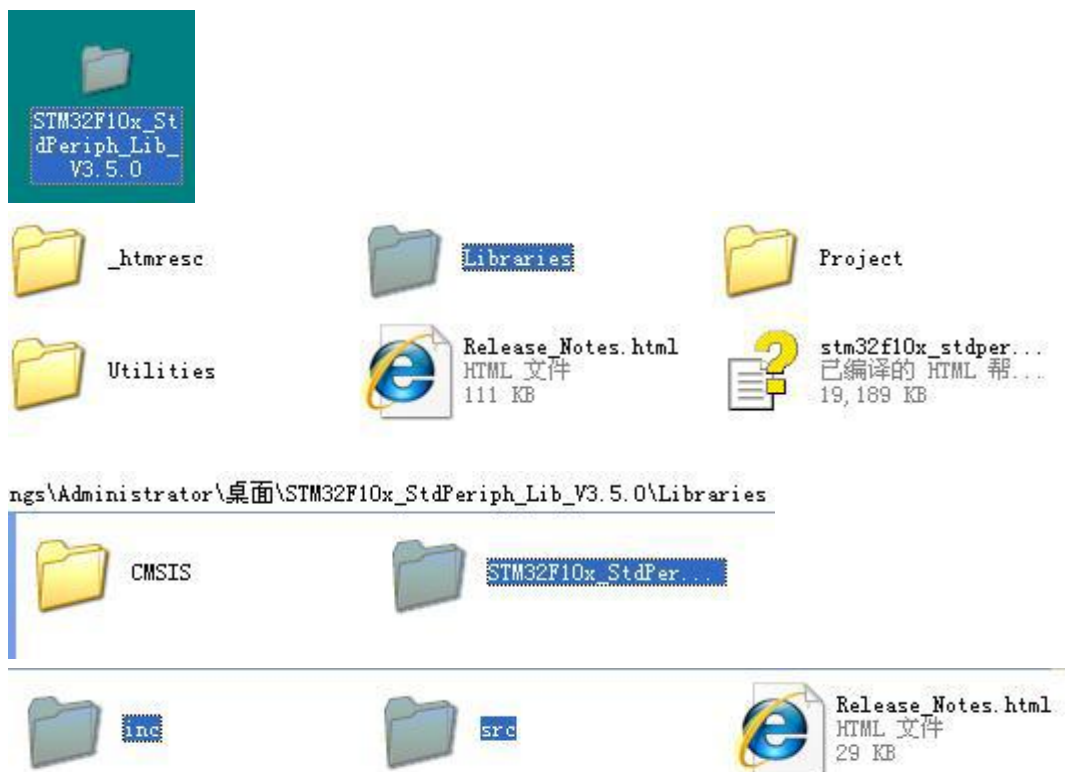 STM32F10x_St
dPeriph_Lib_
V3.5.0
_htmresc
Libraries
Project
Utilities
Release_Notes.html
HTML 文件
111 KB
stm32f10x_stdper...
已编译的 HTML 帮...
19,189 KB
ngs\Administrator\桌面\STM32F10x_StdPeriph_Lib_V3.5.0\Libraries
CMSIS
STM32F10x_StdPer...
inc
src
Release_Notes.html
HTML 文件
29 KB